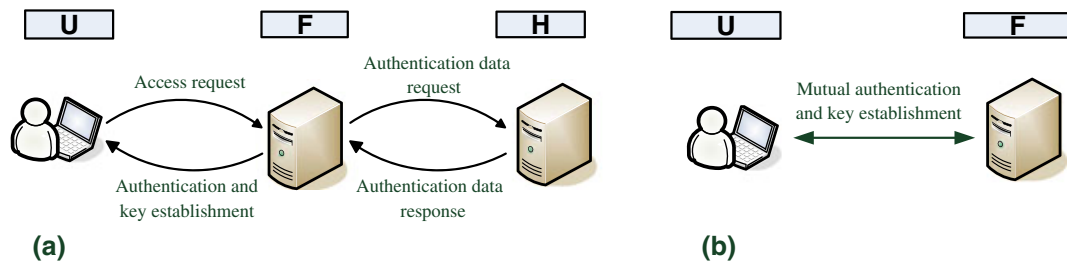 U
F
H
Access request
Authentication and
key establishment
Authentication data
request
Authentication data
response
(a)
U
F
Mutual authentication
and key establishment
(b)